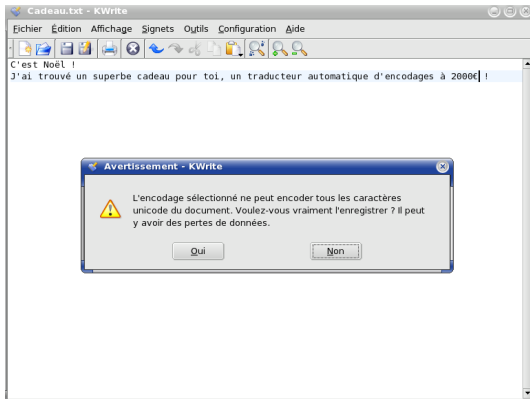 Cadeau.txt - KWrite
Fichier Édition Affichage Signets Outils Configuration Aide
C'est Noël !
J'ai trouvé un superbe cadeau pour toi, un traducteur automatique d'encodages à 2000€ !
Avertissement - KWrite
L'encodage sélectionné ne peut encoder tous les caractères
unicode du document. Voulez-vous vraiment l'enregistrer ? Il peut
y avoir des pertes de données.
Oui Non